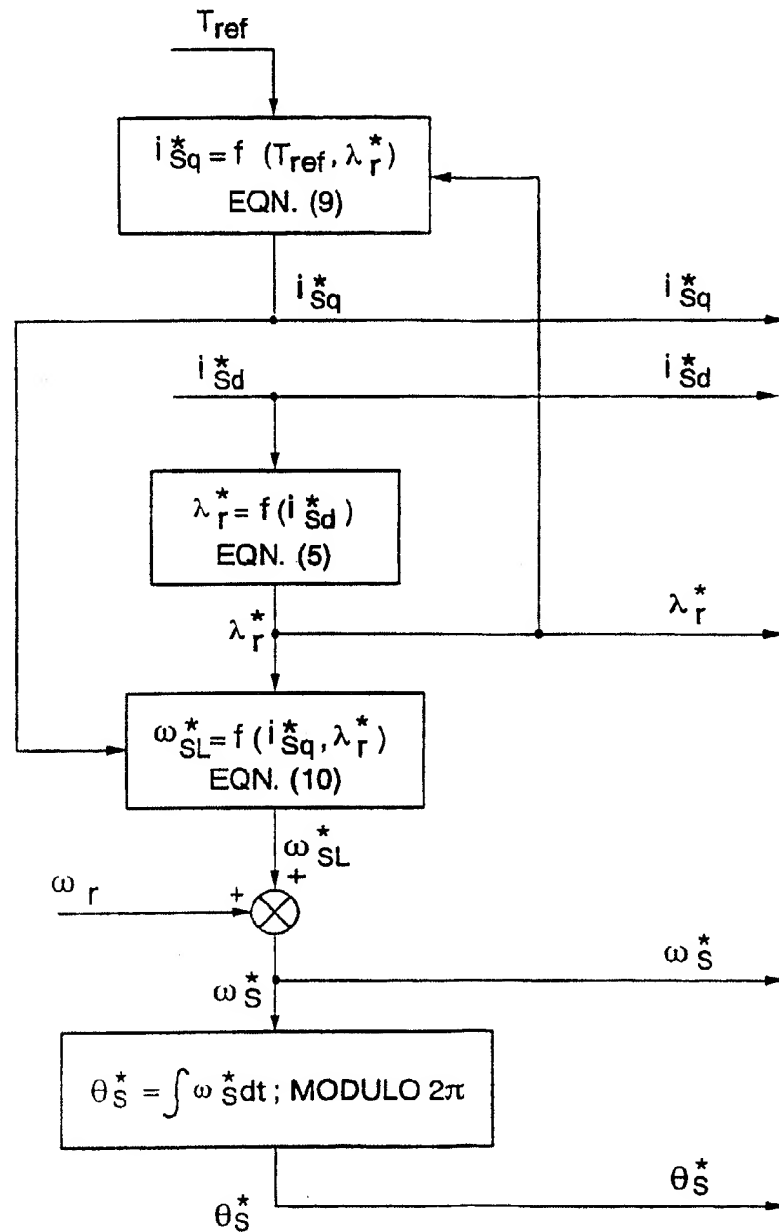 T_ref
i*_Sq = f (T_ref, λ*_r)
EQN. (9)
i*_Sq
i*_Sq
i*_Sd
i*_Sd
λ*_r = f(i*_Sd)
EQN. (5)
λ*_r
λ*_r
ω*_SL = f(i*_Sq, λ*_r)
EQN. (10)
ω*_SL
+
ω_r
+
ω*_S
ω*_S
θ*_S = ∫ ω*_S dt ; MODULO 2π
θ*_S
θ*_S